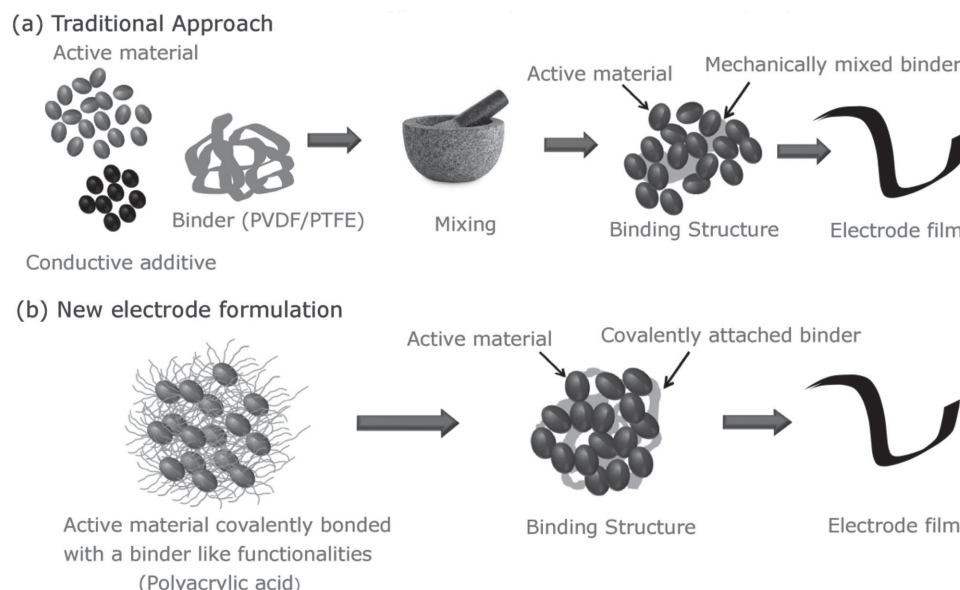 (a) Traditional Approach
Active material
Active material
Mechanically mixed binder
Binder (PVDF/PTFE)
Mixing
Binding Structure
Electrode film
Conductive additive
(b) New electrode formulation
Active material
Covalently attached binder
Active material covalently bonded
with a binder like functionalities
(Polyacrylic acid)
Binding Structure
Electrode film